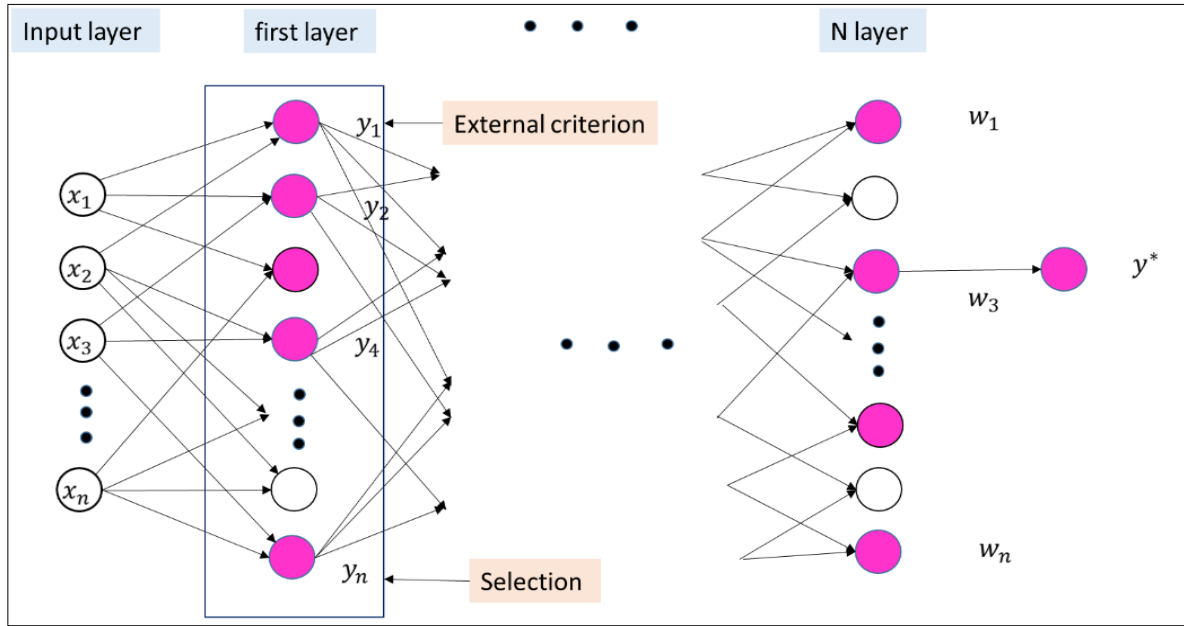 Input layer
first layer
N layer
y₁
External criterion
w₁
x₁
y₂
x₂
y*
w₃
x₃
y₄
xₙ
wₙ
yₙ
Selection